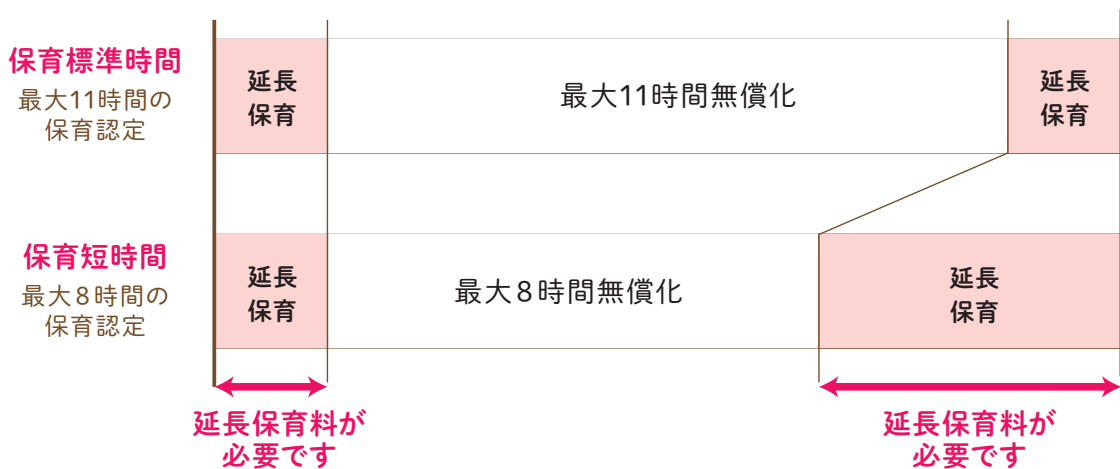 保育標準時間
最大11時間の
保育認定
延長
保育
最大11時間無償化
延長
保育
保育短時間
最大8時間の
保育認定
延長
保育
最大8時間無償化
延長
保育
延長保育料が
必要です
延長保育料が
必要です